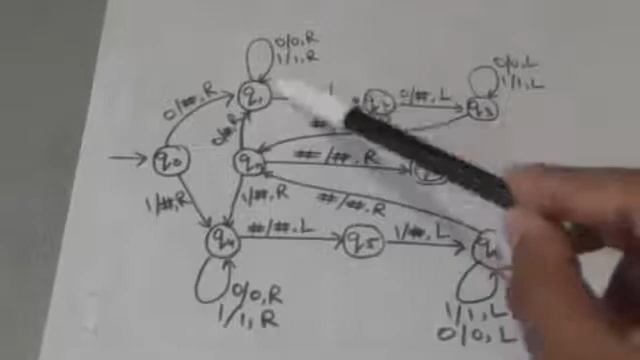 0/0, R
1/1, R
0/0, L
1/1, L
0/#, R
q1
0/#, L
q3
q0
#/#, R
1/#, R
1/#, R
#/#, R
q4
#/#, L
q5
1/#, L
0/0, R
1/1, R
1/1, L
0/0, L